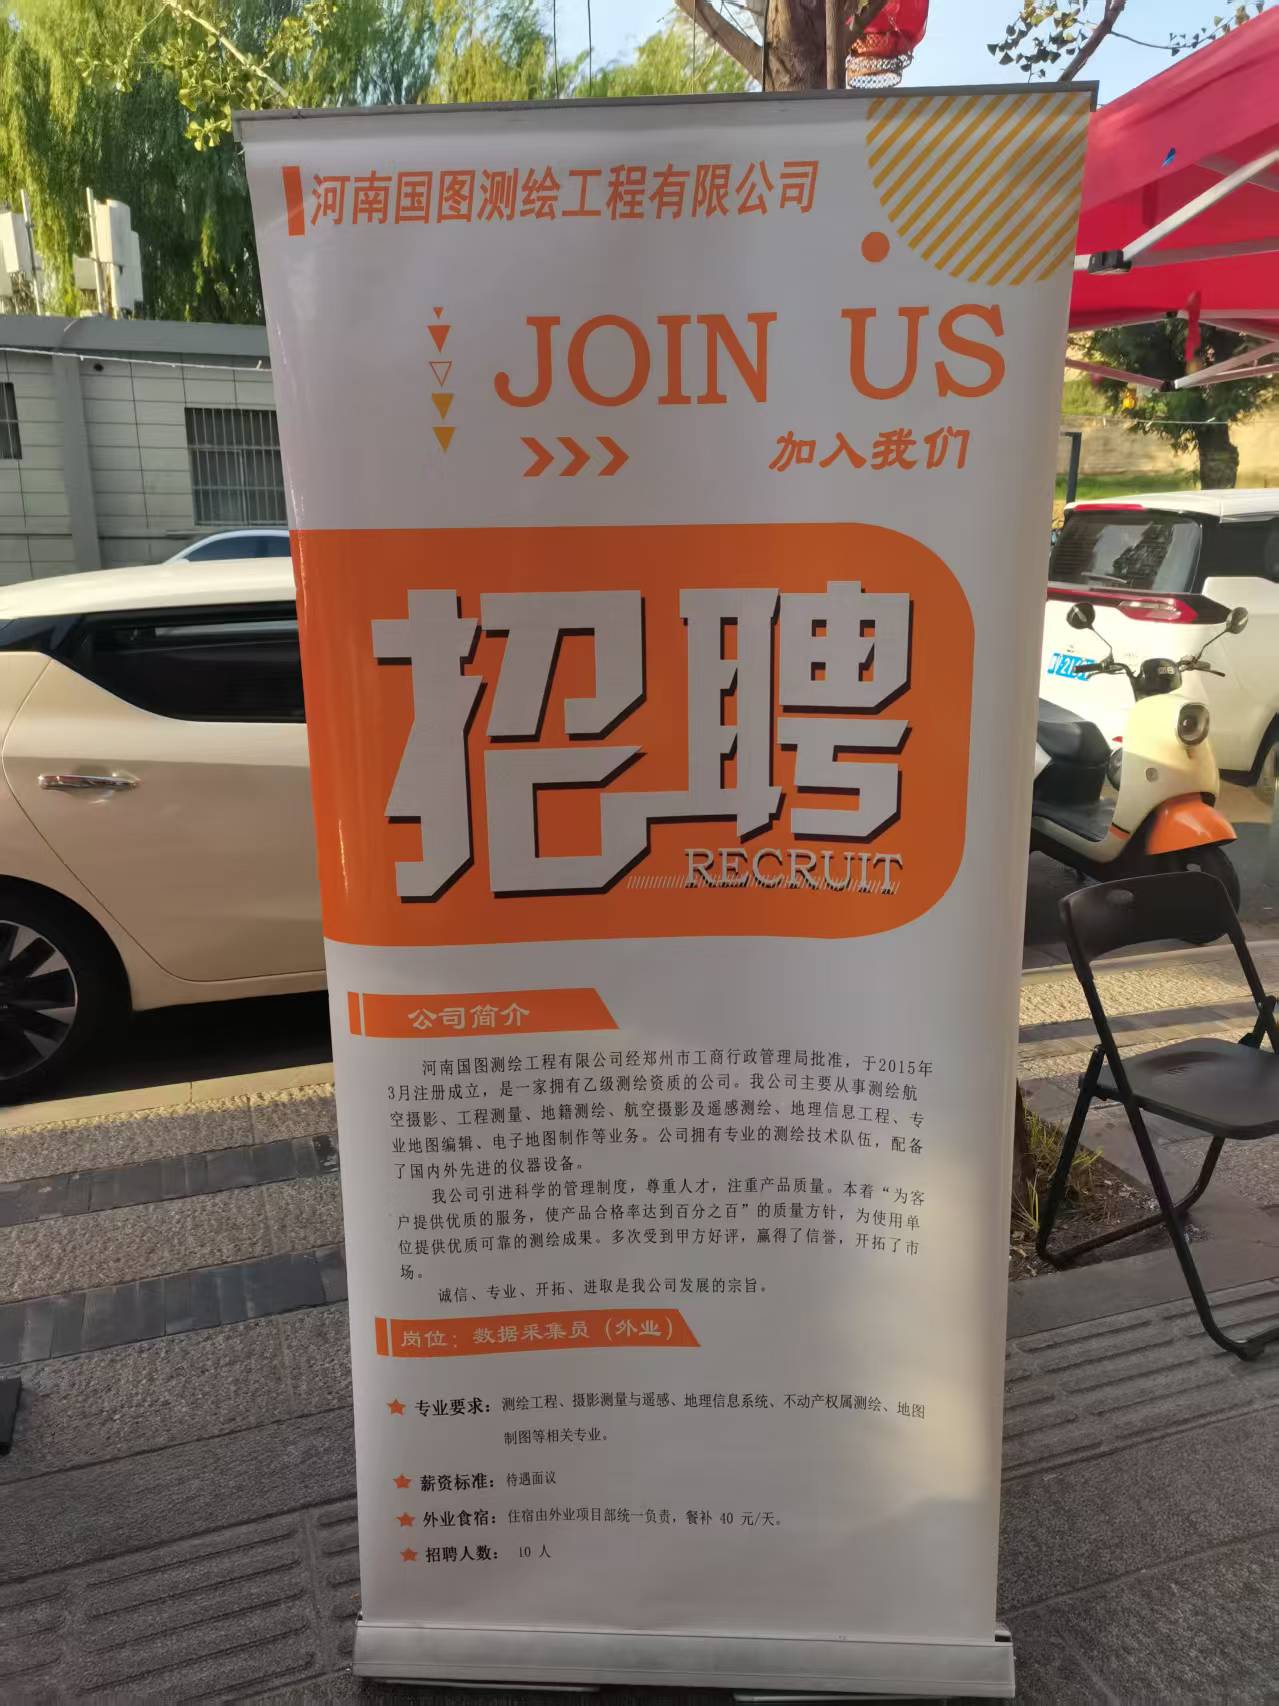 河南国图测绘工程有限公司
JOIN US
加入我们
招聘
RECRUIT
公司简介
河南国图测绘工程有限公司经郑州市工商行政管理局批准，于2015年
3月注册成立，是一家拥有乙级测绘资质的公司。我公司主要从事测绘航
空摄影、工程测量、地籍测绘、航空摄影及遥感测绘、地理信息工程、专
业地图编辑、电子地图制作等业务。公司拥有专业的测绘技术队伍，配备
了国内外先进的仪器设备。
我公司引进科学的管理制度，尊重人才，注重产品质量。本着“为客
户提供优质的服务，使产品合格率达到百分之百”的质量方针，为使用单
位提供优质可靠的测绘成果。多次受到甲方好评，赢得了信誉，开拓了市
场。
诚信、专业、开拓、进取是我公司发展的宗旨。
岗位：数据采集员（外业）
专业要求：测绘工程、摄影测量与遥感、地理信息系统、不动产权属测绘、地图
制图等相关专业。
薪资标准：待遇面议
外业食宿：住宿由外业项目部统一负责，餐补 40 元/天。
招聘人数： 10 人